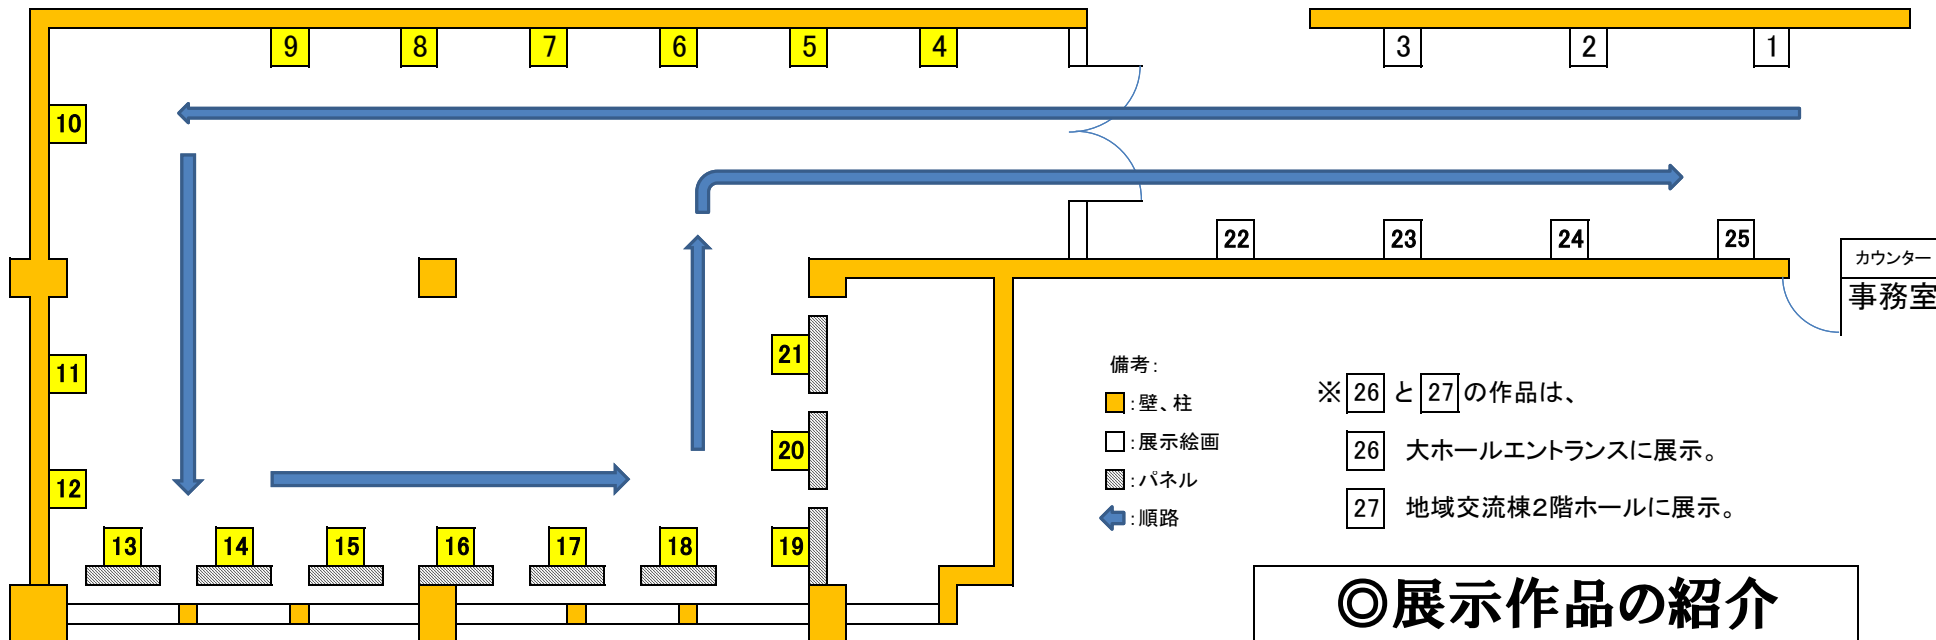 9 8 7 6 5 4 3 2 1
10
22 23 24 25
カウンター
事務室
21
11
20
12
13 14 15 16 17 18 19
備考:
:壁、柱
:展示絵画
:パネル
:順路
※26 と 27 の作品は、
26 大ホールエントランスに展示。
27 地域交流棟2階ホールに展示。
◎展示作品の紹介